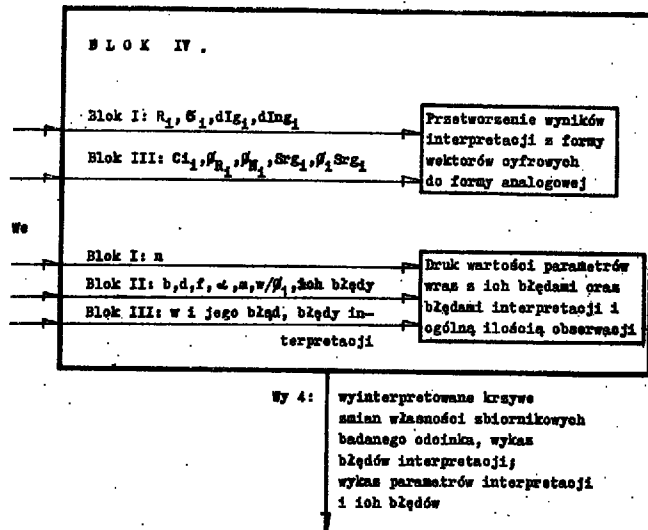 BLOK IV.
Blok I: R₁, 6₁, dIg₁, dIng₁
Przetworzenie wyników
interpretacji z formy
wektorów cyfrowych
do formy analogowej
Blok III: Ci₁, Ø_R₁, Ø_N₁, Srg₁, Ø₁Srg₁
We
Blok I: n
Blok II: b,d,f,α,m,w/Ø₁, ich błędy
Blok III: w i jego błąd, błędy in-
terpretacji
Druk wartości parametrów
wraz z ich błędami oraz
błędami interpretacji i
ogólną ilością obserwacji
Wy 4:
wyinterpretowane krzywe
zmian własności zbiornikowych
badanego odcinka, wykaz
błędów interpretacji;
wykaz parametrów interpretacji
i ich błędów